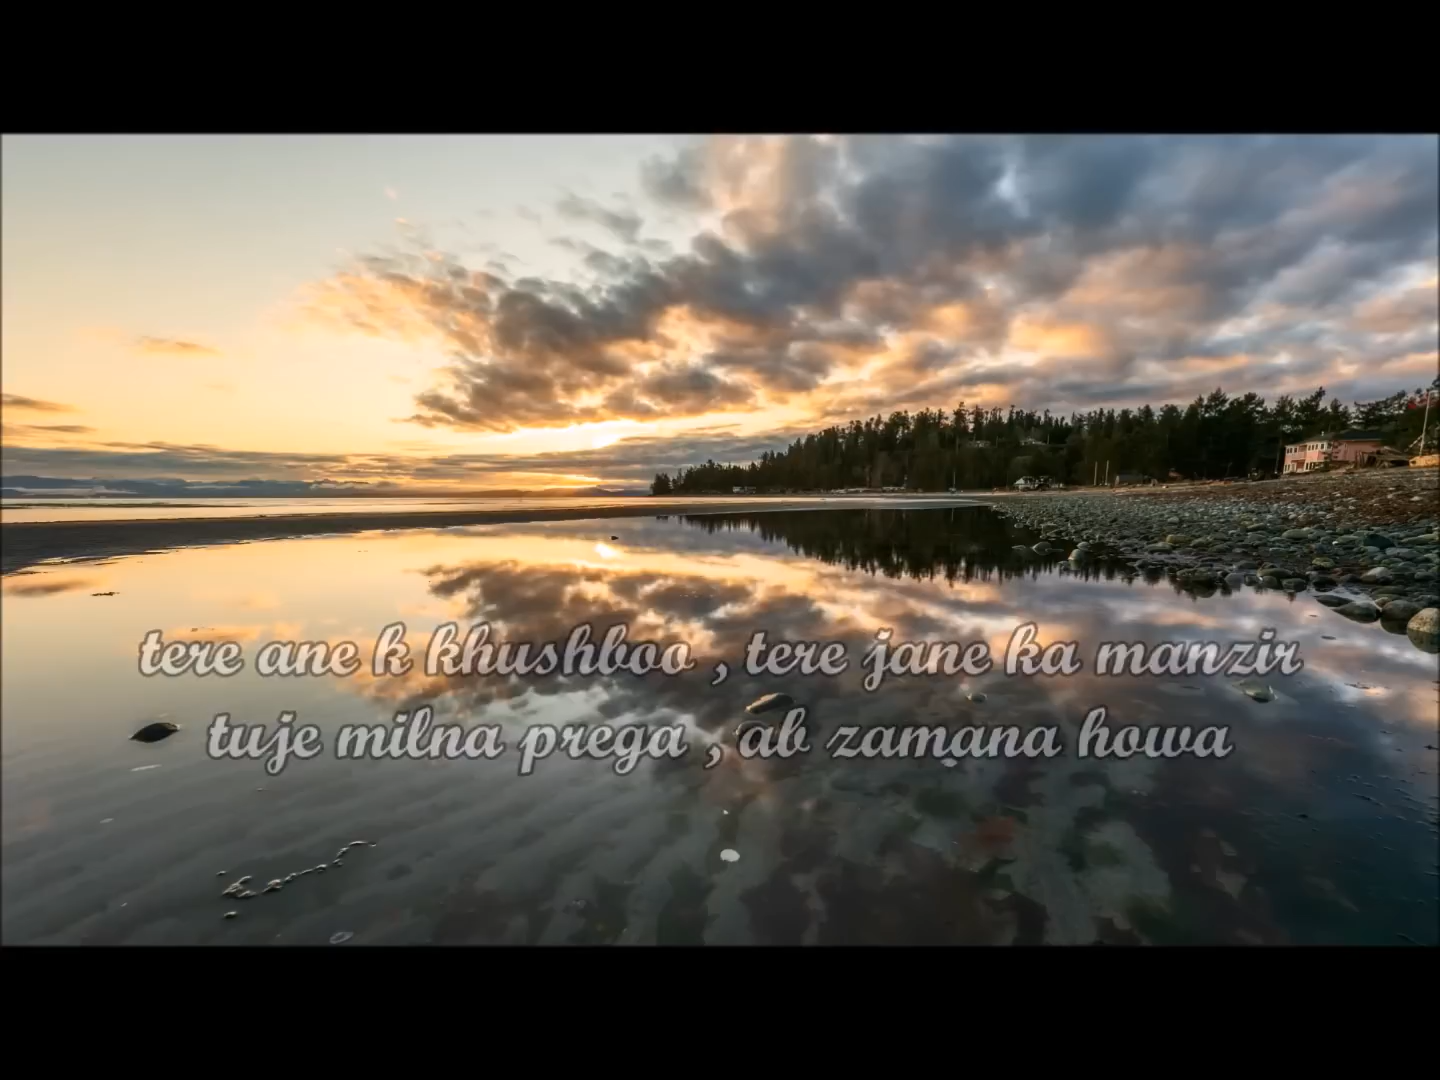 tere ane k khushboo , tere jane ka manzir
tuje milna prega , ab zamana howa